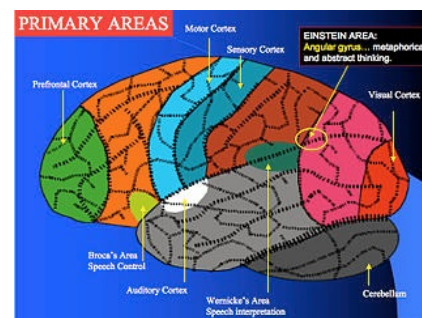 PRIMARY AREAS
Motor Cortex
Sensory Cortex
EINSTEIN AREA:
Angular gyrus... metaphorica
and abstract thinking.
Prefrontal Cortex
Visual Cortex
Broca's Area
Speech Control
Auditory Cortex
Wernicke's Area
Speech interpretation
Cerebellum